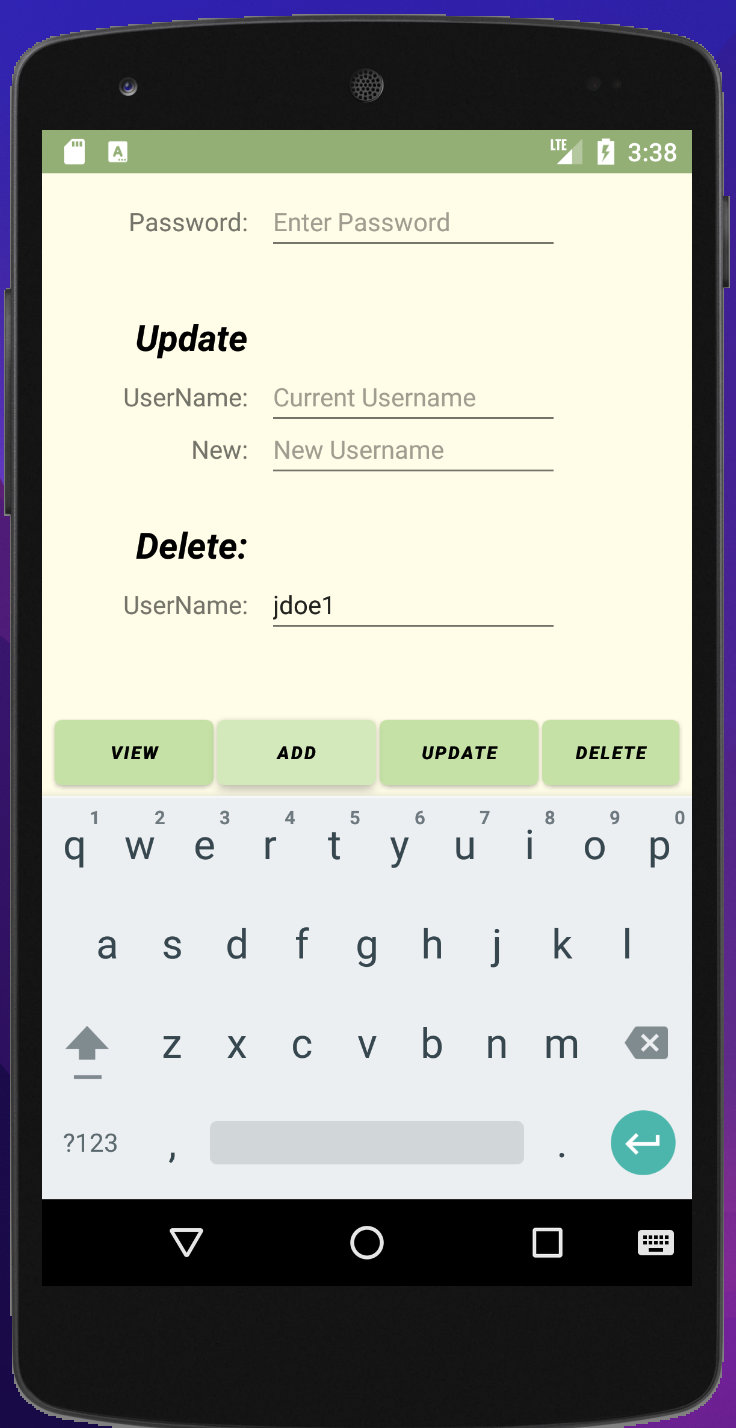 LTE 3:38
Password: Enter Password
Update
UserName: Current Username
New: New Username
Delete:
UserName: jdoe1
VIEW ADD UPDATE DELETE
1 2 3 4 5 6 7 8 9 0
q w e r t y u i o p
a s d f g h j k l
z x c v b n m
?123 , .